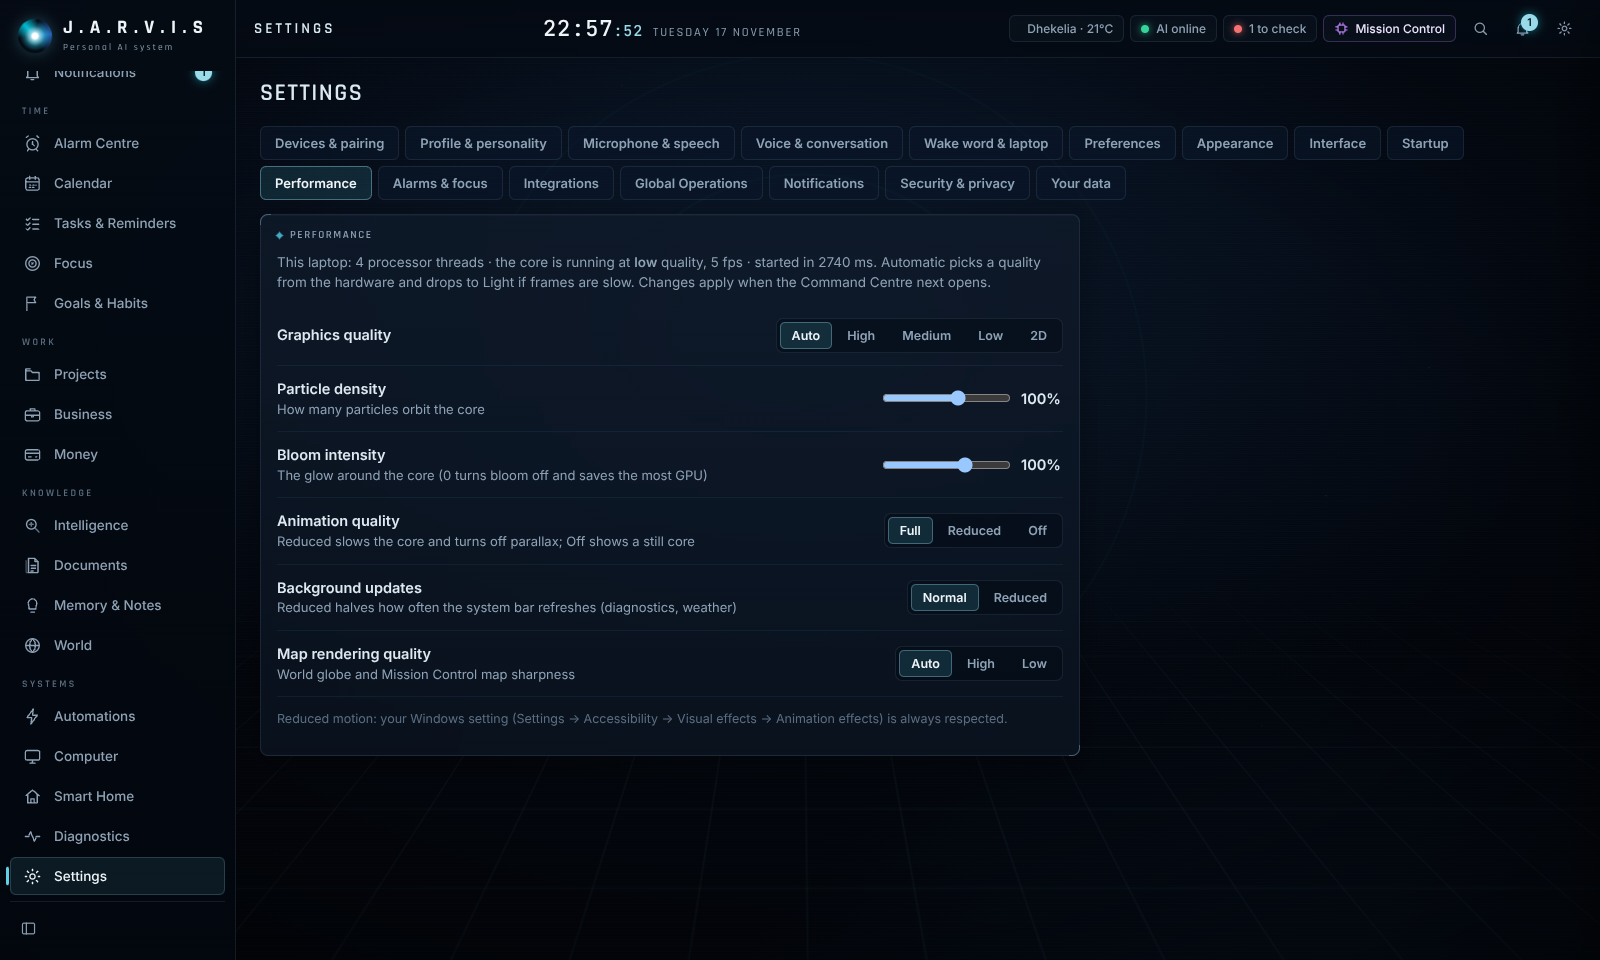 J.A.R.V.I.S
Personal AI system
SETTINGS
22:57:52 TUESDAY 17 NOVEMBER
Dhekelia · 21°C
AI online
1 to check
Mission Control
1
Notifications
1
TIME
Alarm Centre
Calendar
Tasks & Reminders
Focus
Goals & Habits
WORK
Projects
Business
Money
KNOWLEDGE
Intelligence
Documents
Memory & Notes
World
SYSTEMS
Automations
Computer
Smart Home
Diagnostics
Settings
SETTINGS
Devices & pairing
Profile & personality
Microphone & speech
Voice & conversation
Wake word & laptop
Preferences
Appearance
Interface
Startup
Performance
Alarms & focus
Integrations
Global Operations
Notifications
Security & privacy
Your data
PERFORMANCE
This laptop: 4 processor threads · the core is running at low quality, 5 fps · started in 2740 ms. Automatic picks a quality
from the hardware and drops to Light if frames are slow. Changes apply when the Command Centre next opens.
Graphics quality
Auto High Medium Low 2D
Particle density
How many particles orbit the core
100%
Bloom intensity
The glow around the core (0 turns bloom off and saves the most GPU)
100%
Animation quality
Reduced slows the core and turns off parallax; Off shows a still core
Full Reduced Off
Background updates
Reduced halves how often the system bar refreshes (diagnostics, weather)
Normal Reduced
Map rendering quality
World globe and Mission Control map sharpness
Auto High Low
Reduced motion: your Windows setting (Settings → Accessibility → Visual effects → Animation effects) is always respected.